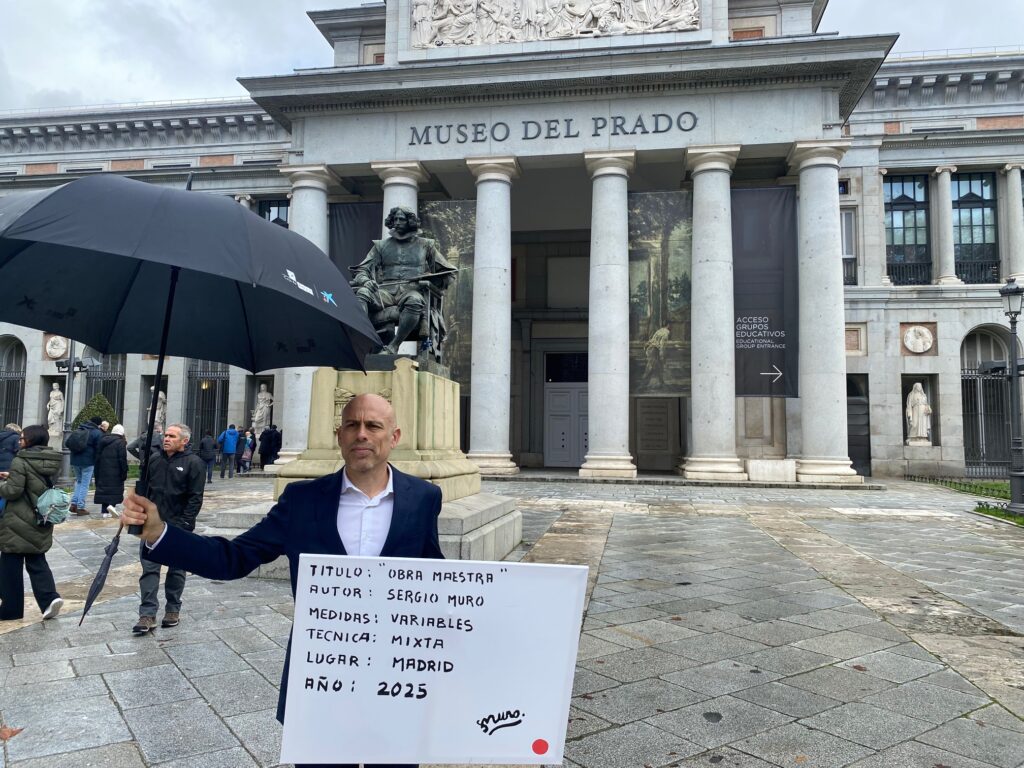 MUSEO DEL PRADO
ACCESO
GRUPOS
EDUCATIVOS
EDUCATIONAL
GROUP ENTRANCE
TITULO: "OBRA MAESTRA"
AUTOR: SERGIO MURO
MEDIDAS: VARIABLES
TECNICA: MIXTA
LUGAR: MADRID
AÑO: 2025
muro.